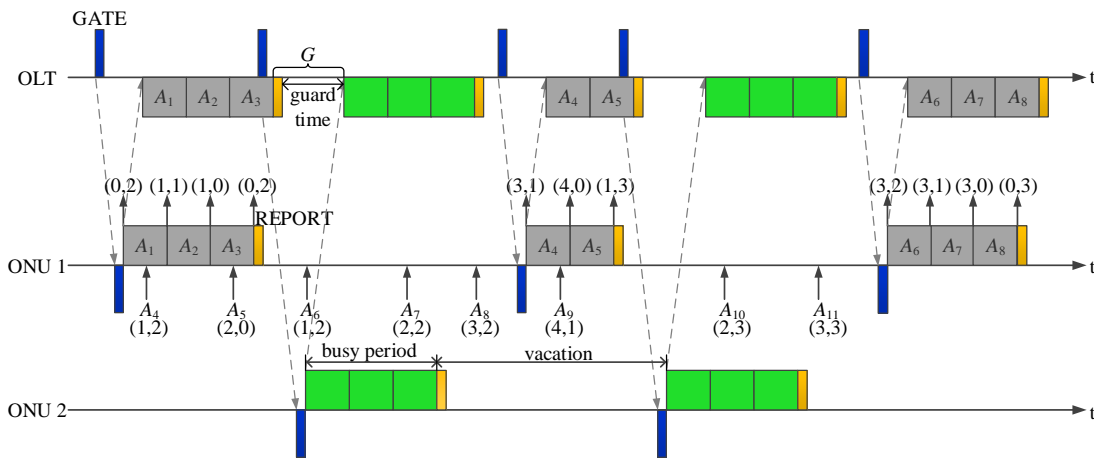 GATE
G
OLT
A1 A2 A3
guard
time
A4 A5
A6 A7 A8
t
(0,2) (1,1) (1,0) (0,2)
(3,1) (4,0) (1,3)
(3,2) (3,1) (3,0) (0,3)
REPORT
A1 A2 A3
A4 A5
A6 A7 A8
ONU 1
t
A4 A5 A6 A7 A8 A9 A10 A11
(1,2) (2,0) (1,2) (2,2) (3,2) (4,1) (2,3) (3,3)
busy period
vacation
ONU 2
t